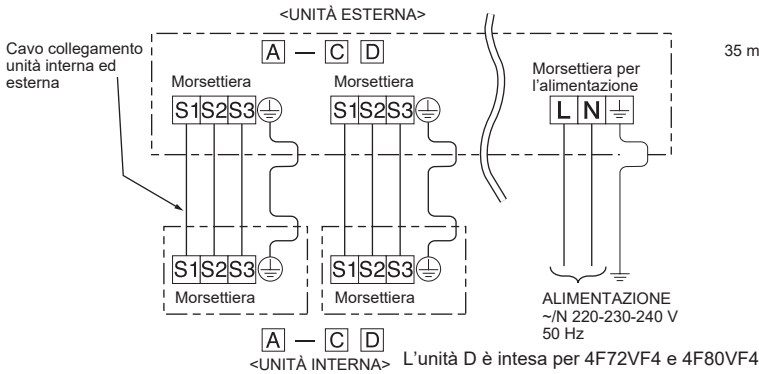 <UNITÀ ESTERNA>
Cavo collegamento
unità interna ed
esterna
A — C D
35 m
Morsettiera
Morsettiera
Morsettiera per
l'alimentazione
S1 S2 S3
S1 S2 S3
L N
S1 S2 S3
S1 S2 S3
Morsettiera
Morsettiera
ALIMENTAZIONE
~/N 220-230-240 V
50 Hz
A — C D
<UNITÀ INTERNA>
L'unità D è intesa per 4F72VF4 e 4F80VF4